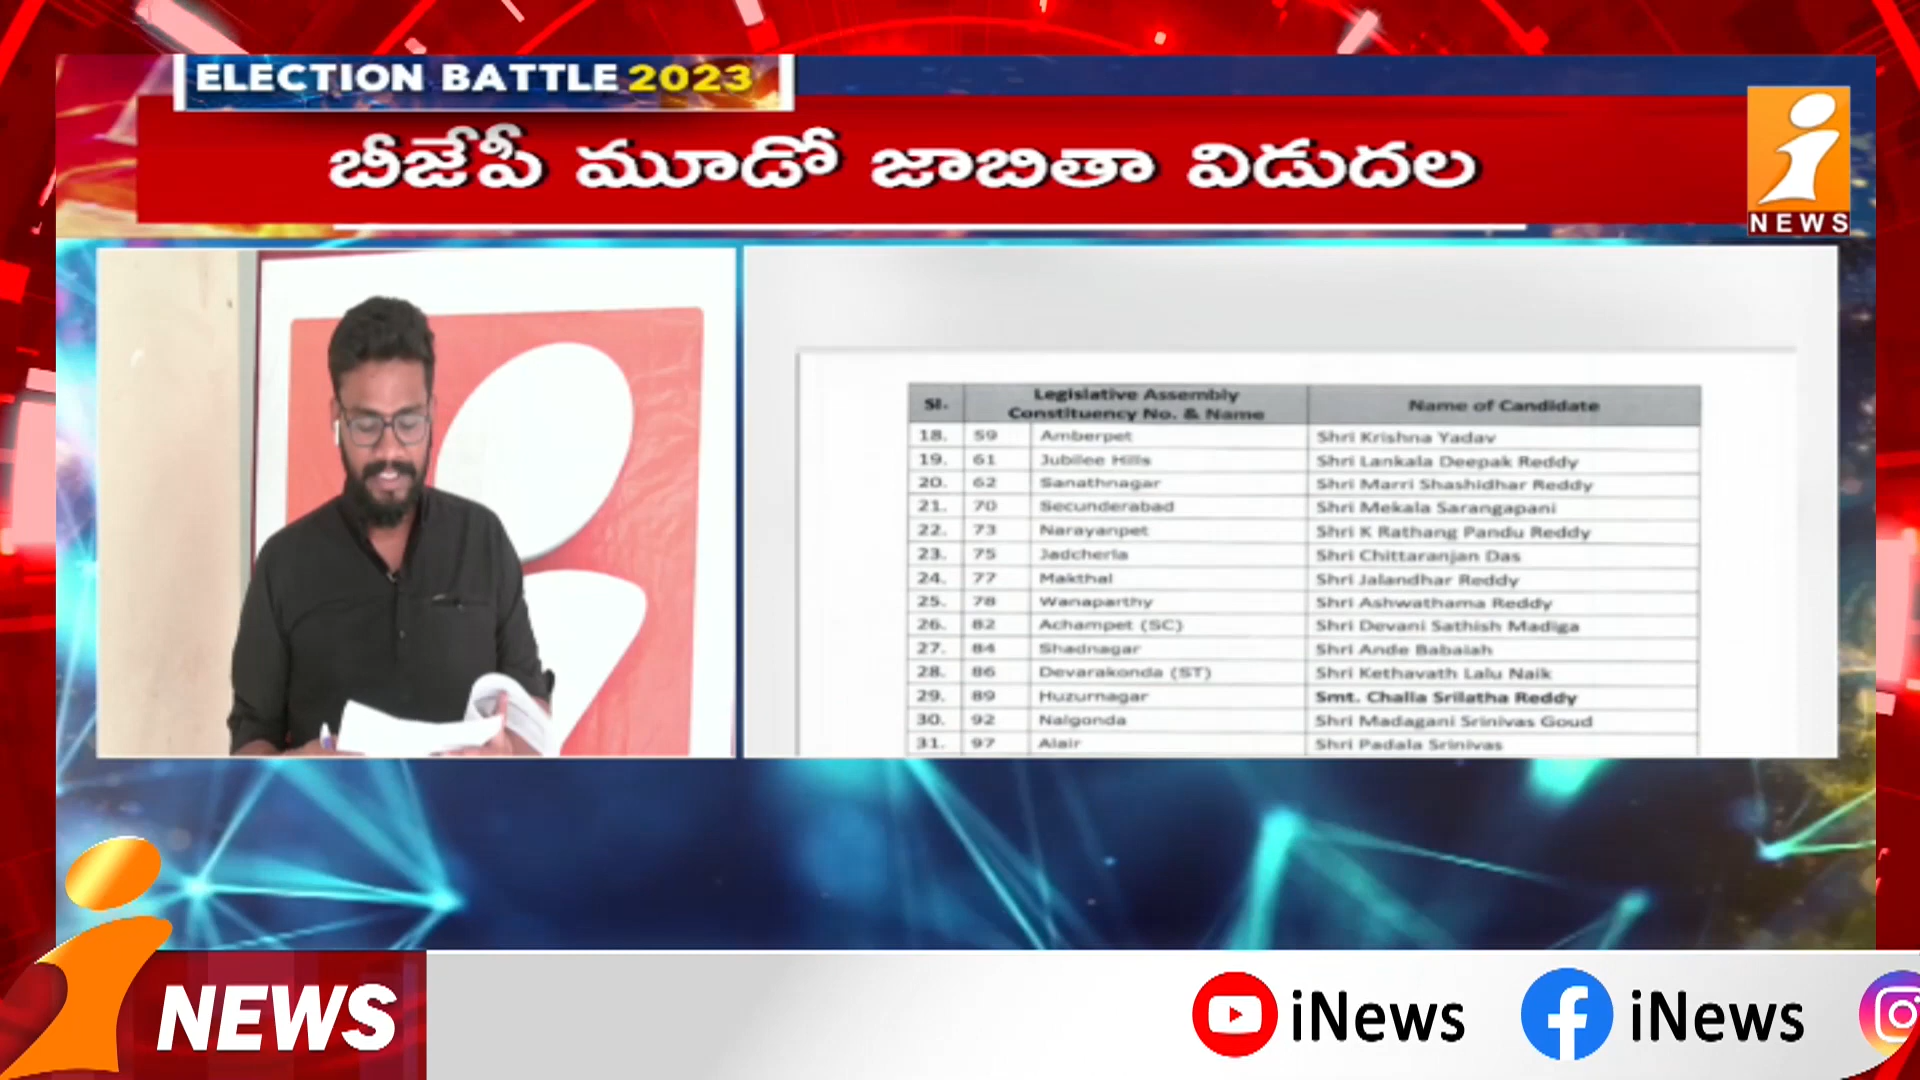 ELECTION BATTLE 2023
బీజేపీ మూడో జాబితా విడుదల
NEWS
Sl. Legislative Assembly Constituency No. & Name Name of Candidate
18. 59 Amberpet Shri Krishna Yadav
19. 61 Jubilee Hills Shri Lankala Deepak Reddy
20. 62 Sanathnagar Shri Marri Shashidhar Reddy
21. 70 Secunderabad Shri Mekala Sarangapani
22. 73 Narayanpet Shri K Rathang Pandu Reddy
23. 75 Jadcherla Shri Chittaranjan Das
24. 77 Makthal Shri Jalandhar Reddy
25. 78 Wanaparthy Shri Ashwathama Reddy
26. 82 Achampet (SC) Shri Devani Sathish Madiga
27. 84 Shadnagar Shri Ande Babaiah
28. 86 Devarakonda (ST) Shri Kethavath Lalu Naik
29. 89 Huzurnagar Smt. Challa Srilatha Reddy
30. 92 Nalgonda Shri Madagani Srinivas Goud
31. 97 Alair Shri Padala Srinivas
NEWS
iNews
iNews